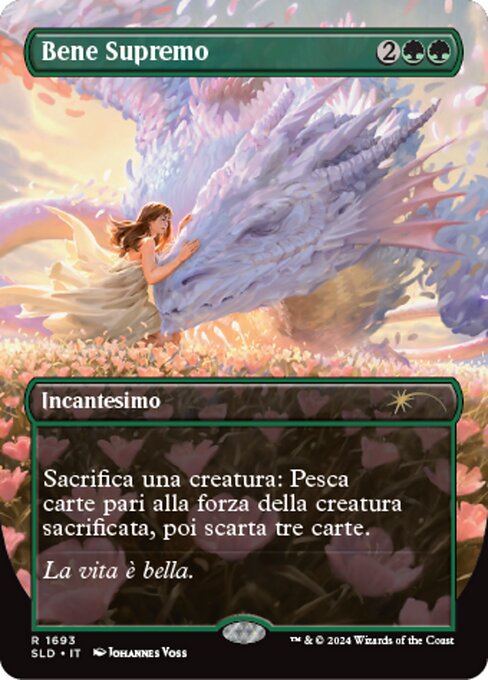 Bene Supremo 2
Incantesimo
Sacrifica una creatura: Pesca
carte pari alla forza della creatura
sacrificata, poi scarta tre carte.
La vita è bella.
R 1693
SLD • IT Johannes Voss
™ & © 2024 Wizards of the Coast